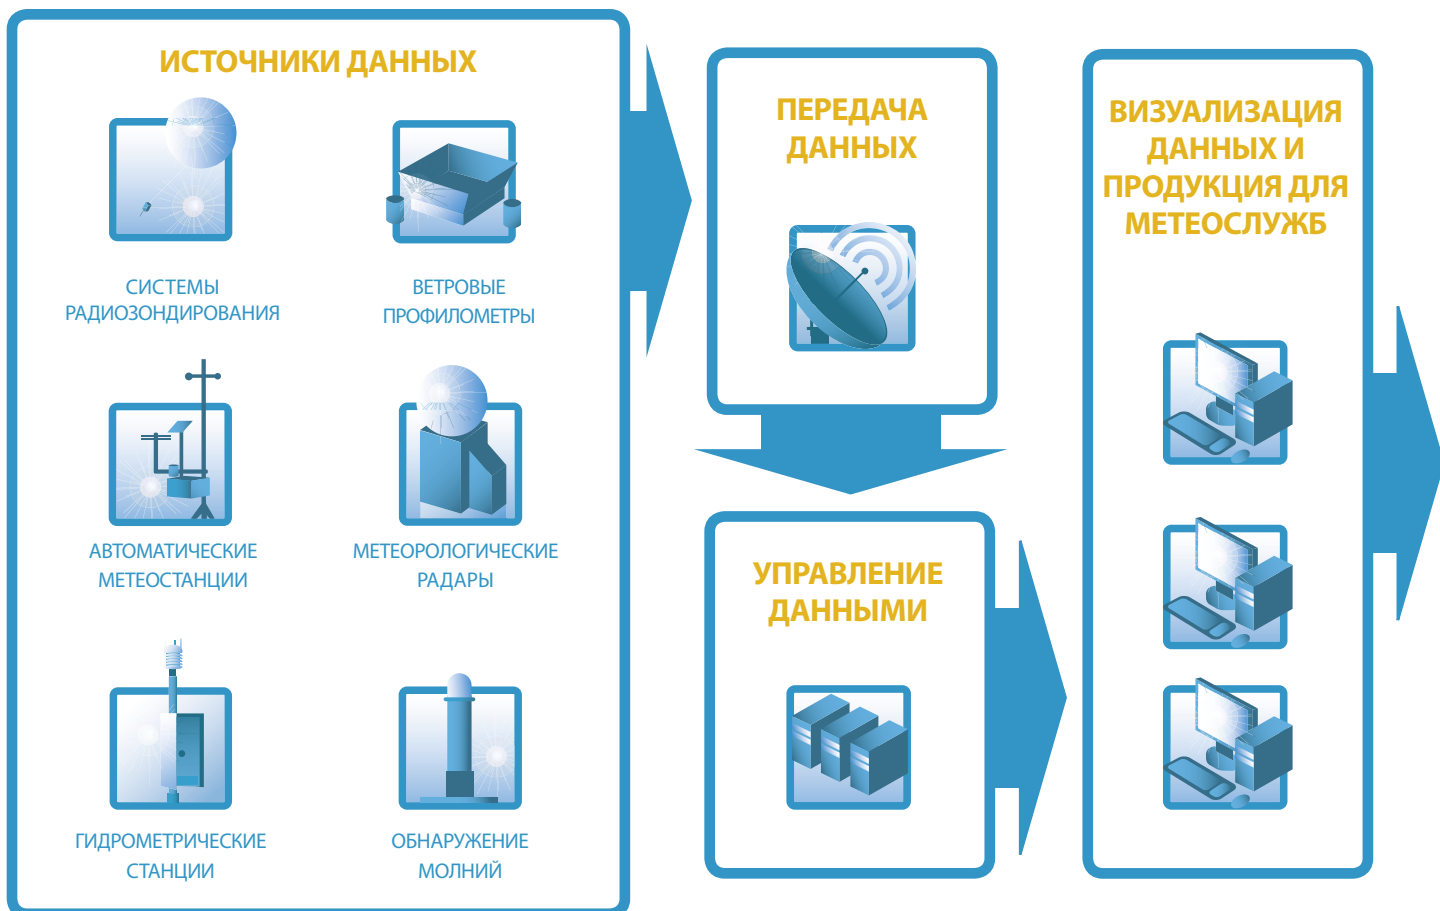 ИСТОЧНИКИ ДАННЫХ
СИСТЕМЫ
РАДИОЗОНДИРОВАНИЯ
ВЕТРОВЫЕ
ПРОФИЛОМЕТРЫ
АВТОМАТИЧЕСКИЕ
МЕТЕОСТАНЦИИ
МЕТЕОРОЛОГИЧЕСКИЕ
РАДАРЫ
ГИДРОМЕТРИЧЕСКИЕ
СТАНЦИИ
ОБНАРУЖЕНИЕ
МОЛНИЙ
ПЕРЕДАЧА
ДАННЫХ
УПРАВЛЕНИЕ
ДАННЫМИ
ВИЗУАЛИЗАЦИЯ
ДАННЫХ И
ПРОДУКЦИЯ ДЛЯ
МЕТЕОСЛУЖБ